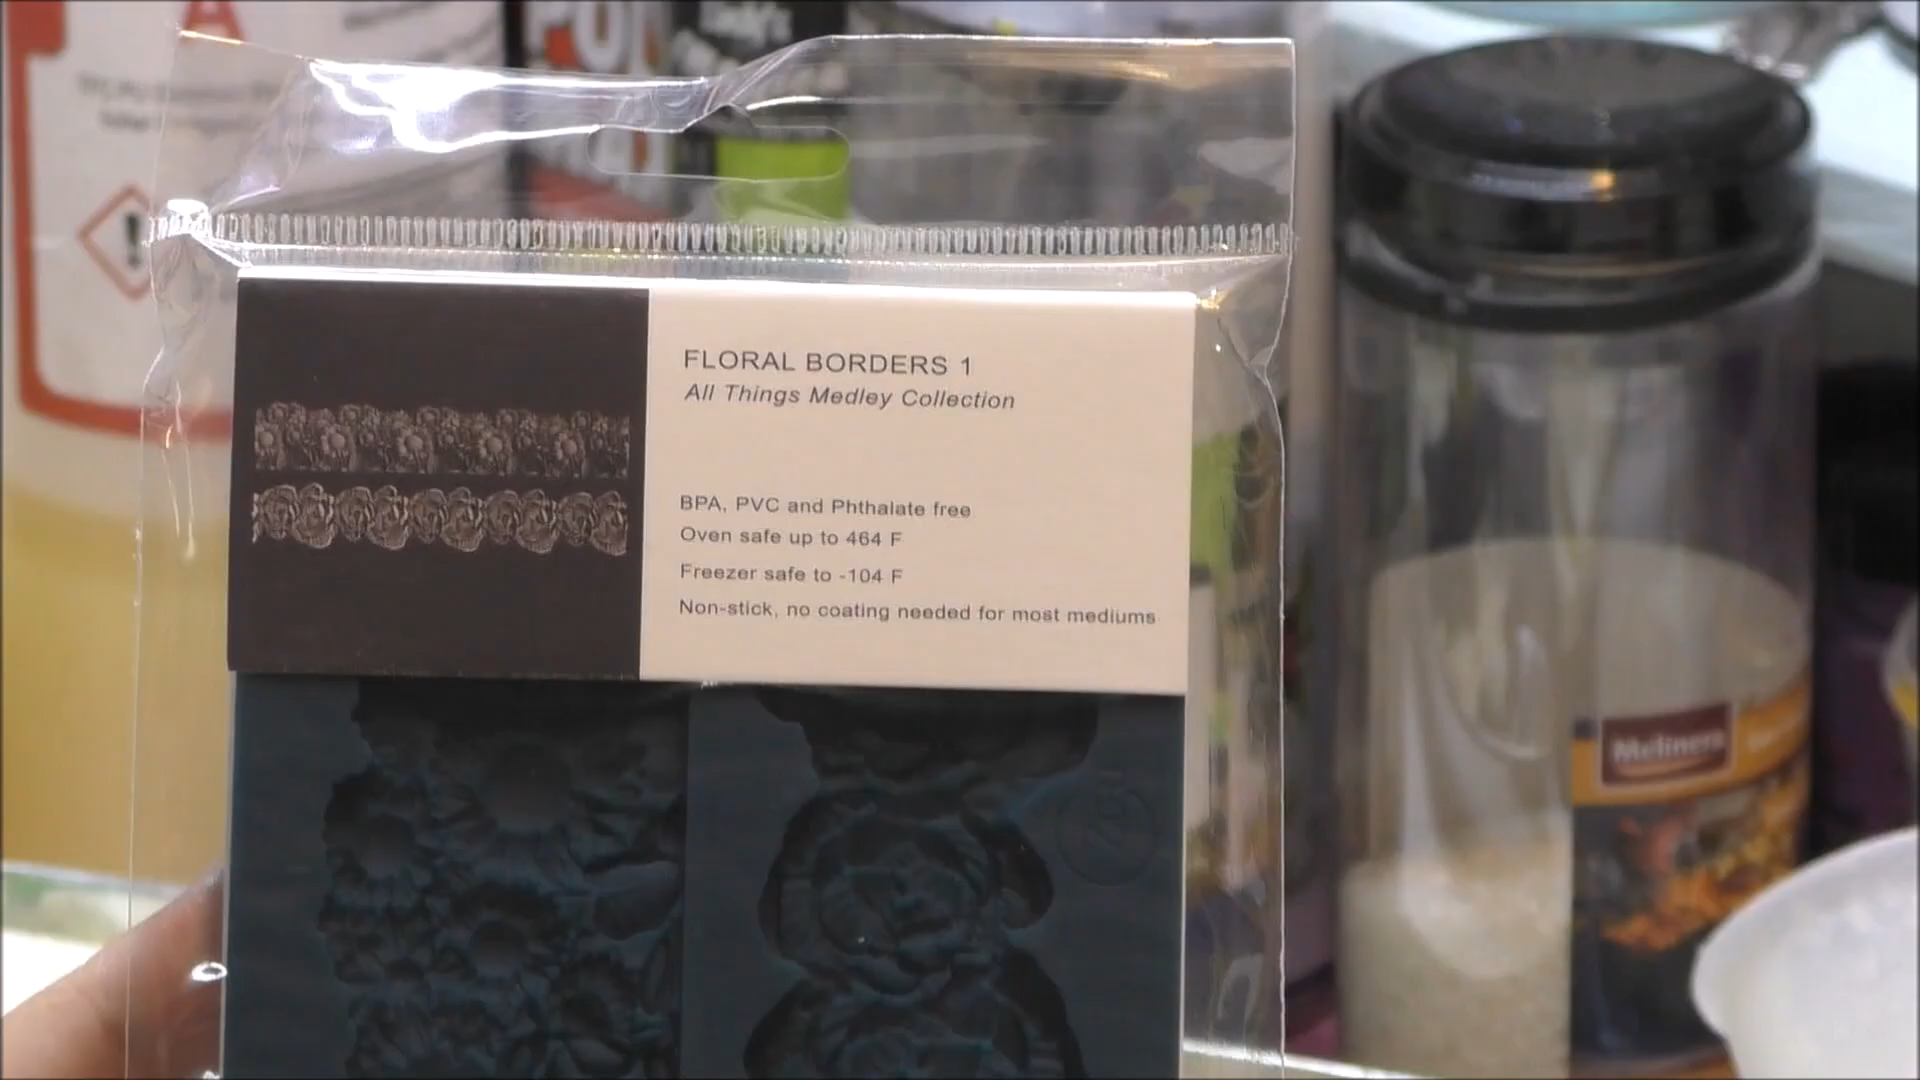 A
FLORAL BORDERS 1
All Things Medley Collection
BPA, PVC and Phthalate free
Oven safe up to 464 F
Freezer safe to -104 F
Non-stick, no coating needed for most mediums
Melinera